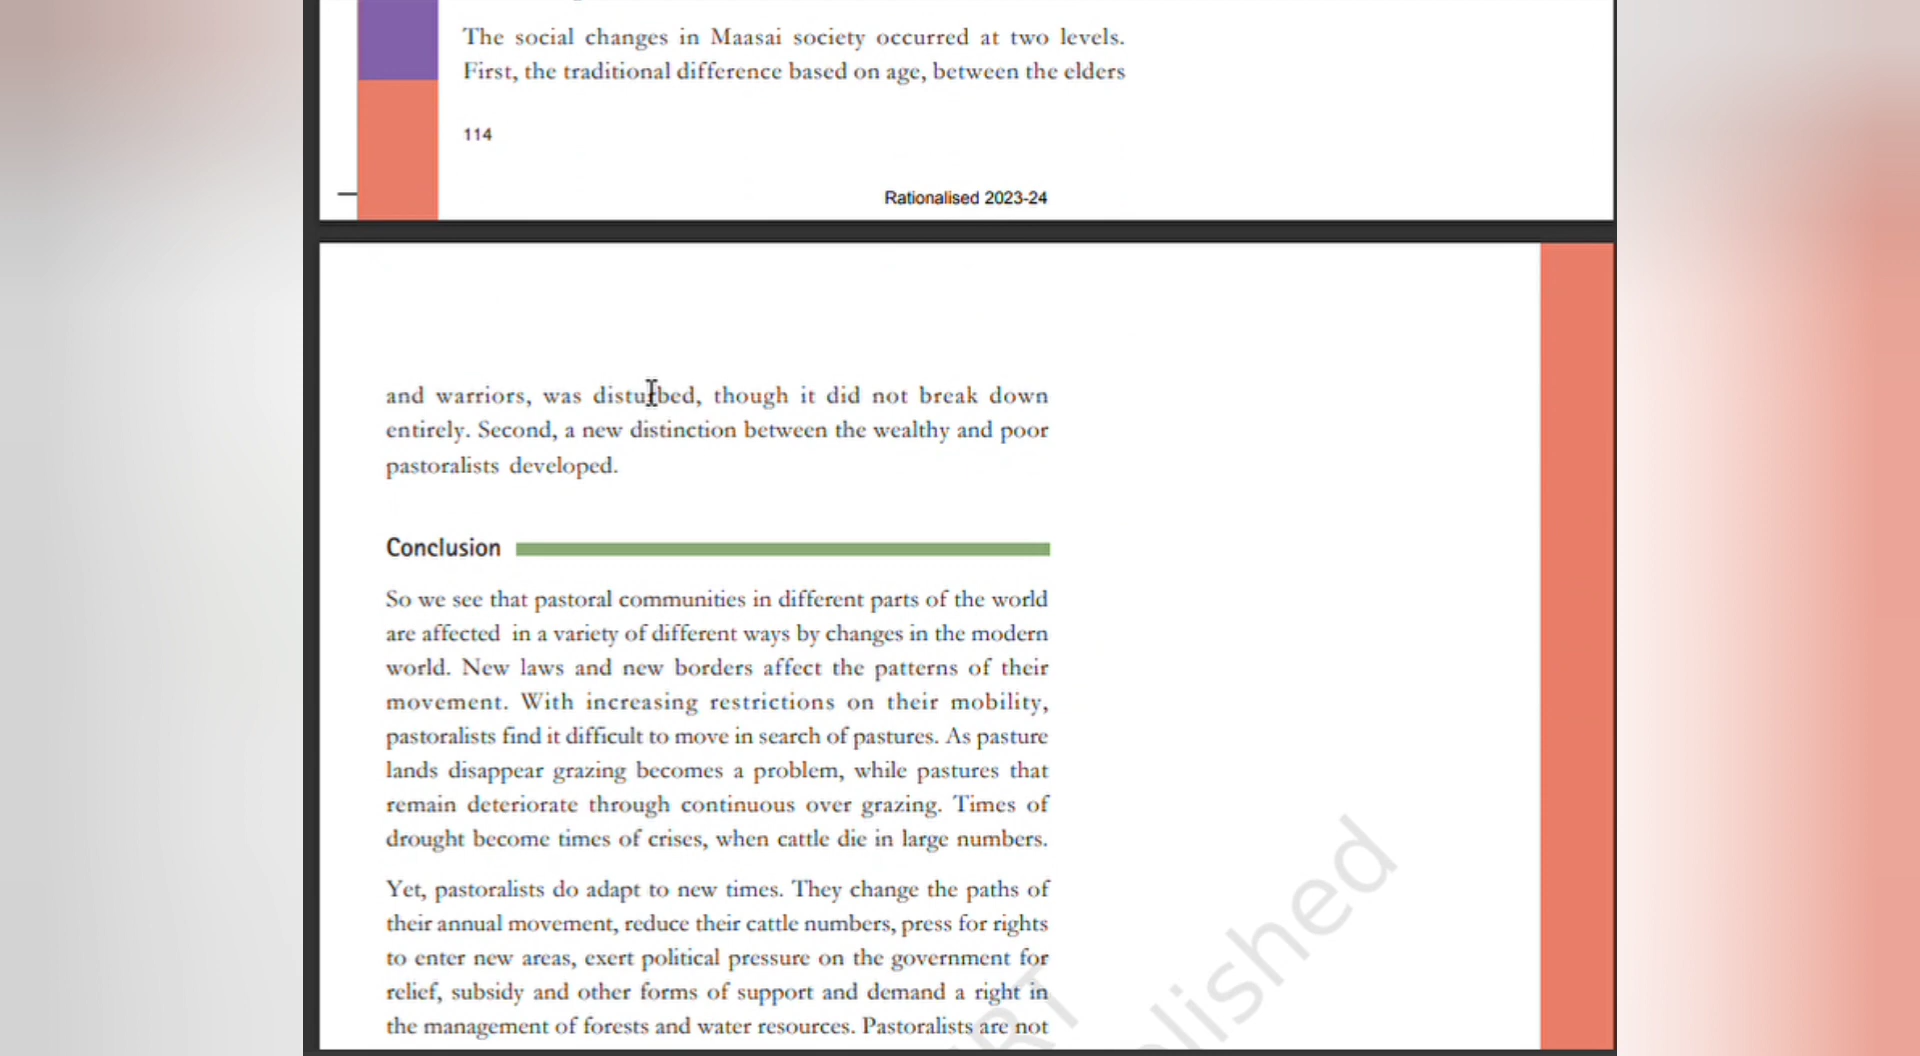 The social changes in Maasai society occurred at two levels.
First, the traditional difference based on age, between the elders
114
Rationalised 2023-24
and warriors, was disturbed, though it did not break down
entirely. Second, a new distinction between the wealthy and poor
pastoralists developed.
Conclusion
So we see that pastoral communities in different parts of the world
are affected in a variety of different ways by changes in the modern
world. New laws and new borders affect the patterns of their
movement. With increasing restrictions on their mobility,
pastoralists find it difficult to move in search of pastures. As pasture
lands disappear grazing becomes a problem, while pastures that
remain deteriorate through continuous over grazing. Times of
drought become times of crises, when cattle die in large numbers.
Yet, pastoralists do adapt to new times. They change the paths of
their annual movement, reduce their cattle numbers, press for rights
to enter new areas, exert political pressure on the government for
relief, subsidy and other forms of support and demand a right in
the management of forests and water resources. Pastoralists are not